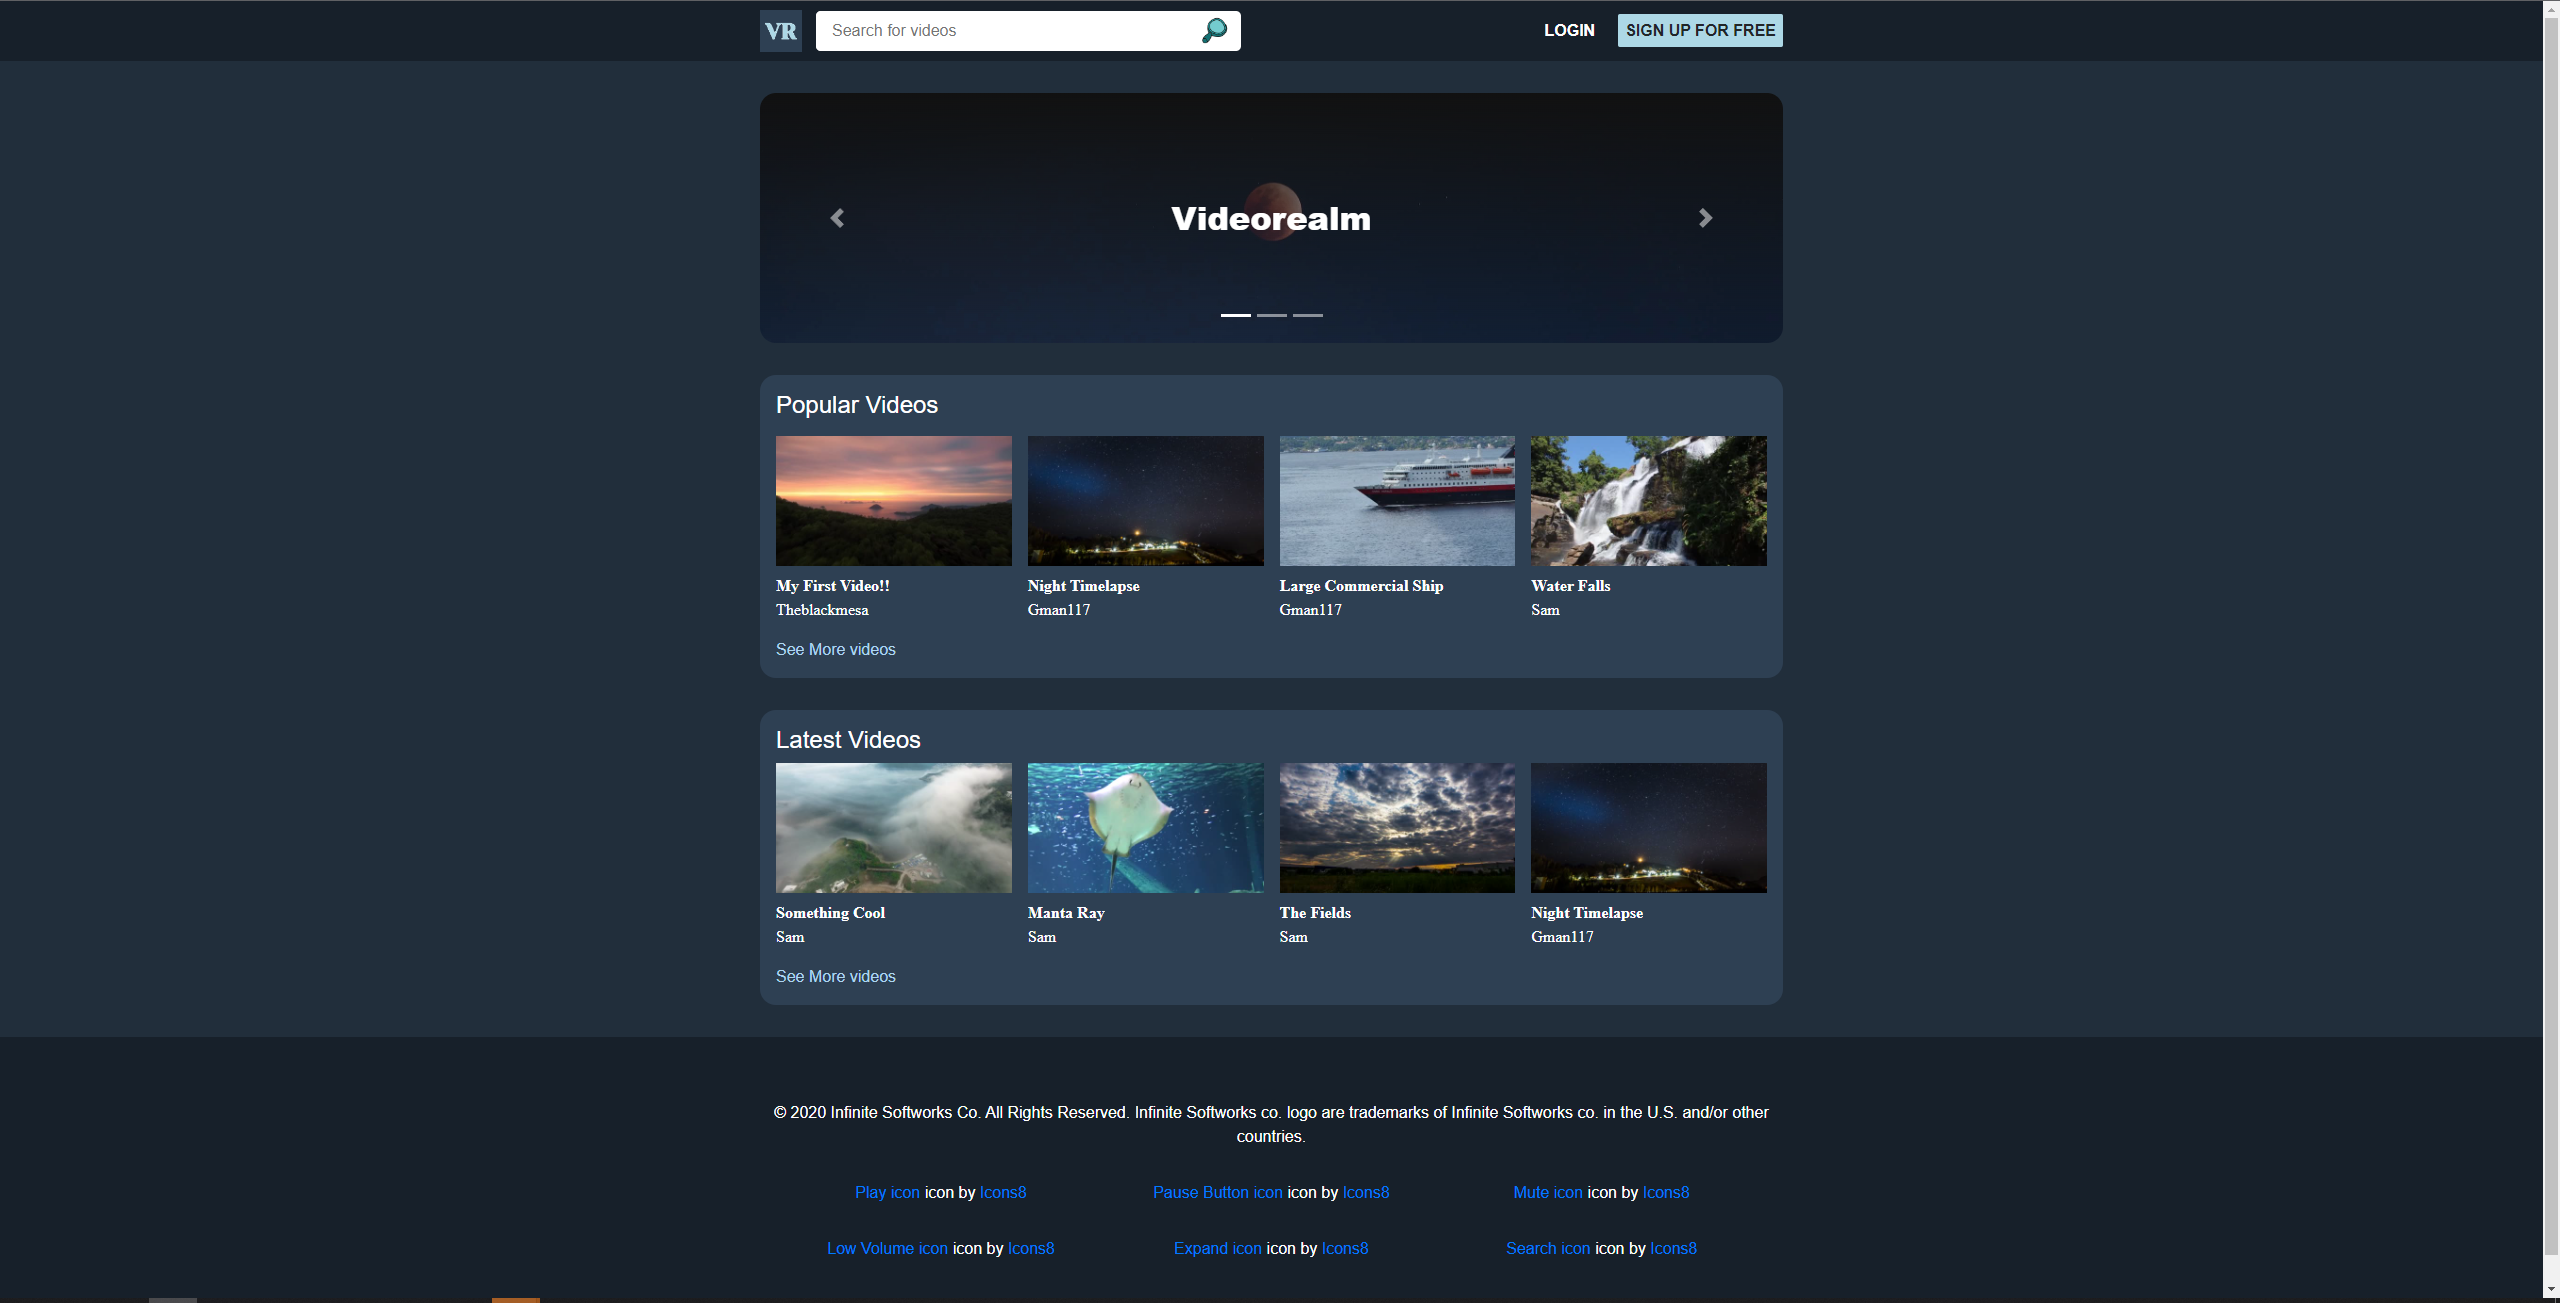 VR
Search for videos
LOGIN
SIGN UP FOR FREE
Videorealm
Popular Videos
My First Video!!
Theblackmesa
Night Timelapse
Gman117
Large Commercial Ship
Gman117
Water Falls
Sam
See More videos
Latest Videos
Something Cool
Sam
Manta Ray
Sam
The Fields
Sam
Night Timelapse
Gman117
See More videos
© 2020 Infinite Softworks Co. All Rights Reserved. Infinite Softworks co. logo are trademarks of Infinite Softworks co. in the U.S. and/or other
countries.
Play icon icon by Icons8
Pause Button icon icon by Icons8
Mute icon icon by Icons8
Low Volume icon icon by Icons8
Expand icon icon by Icons8
Search icon icon by Icons8